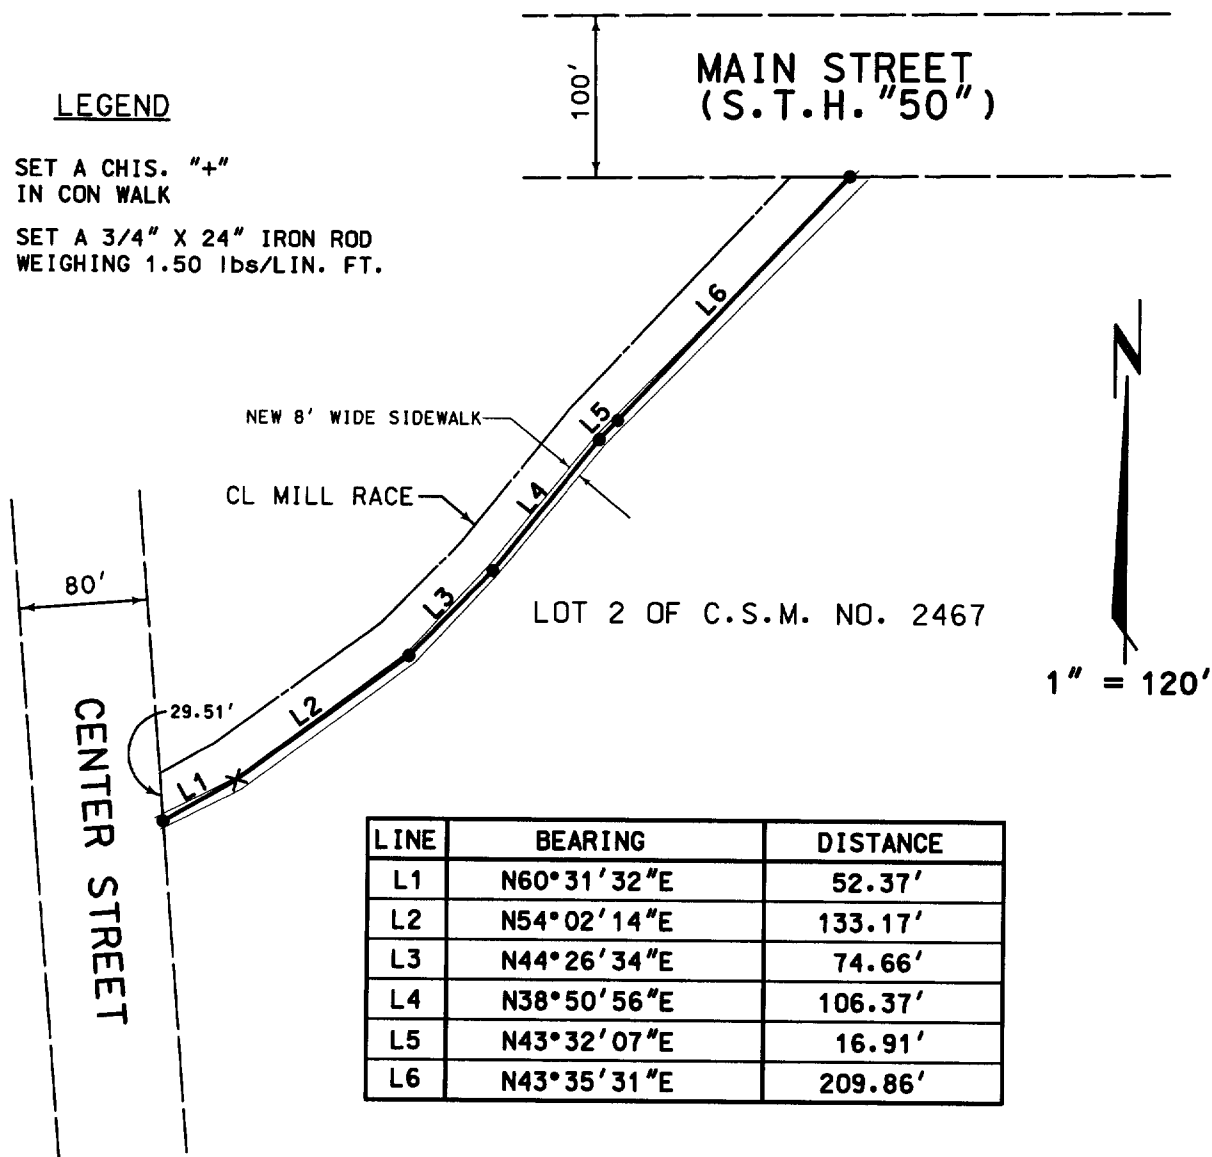 100'
MAIN STREET
(S.T.H. "50")
LEGEND
SET A CHIS. "+"
IN CON WALK
SET A 3/4" X 24" IRON ROD
WEIGHING 1.50 lbs/LIN. FT.
L6
N
NEW 8' WIDE SIDEWALK
L5
CL MILL RACE
L4
80'
L3
LOT 2 OF C.S.M. NO. 2467
1" = 120'
29.51'
L2
L1
CENTER STREET
LINE BEARING DISTANCE
L1 N60°31'32"E 52.37'
L2 N54°02'14"E 133.17'
L3 N44°26'34"E 74.66'
L4 N38°50'56"E 106.37'
L5 N43°32'07"E 16.91'
L6 N43°35'31"E 209.86'